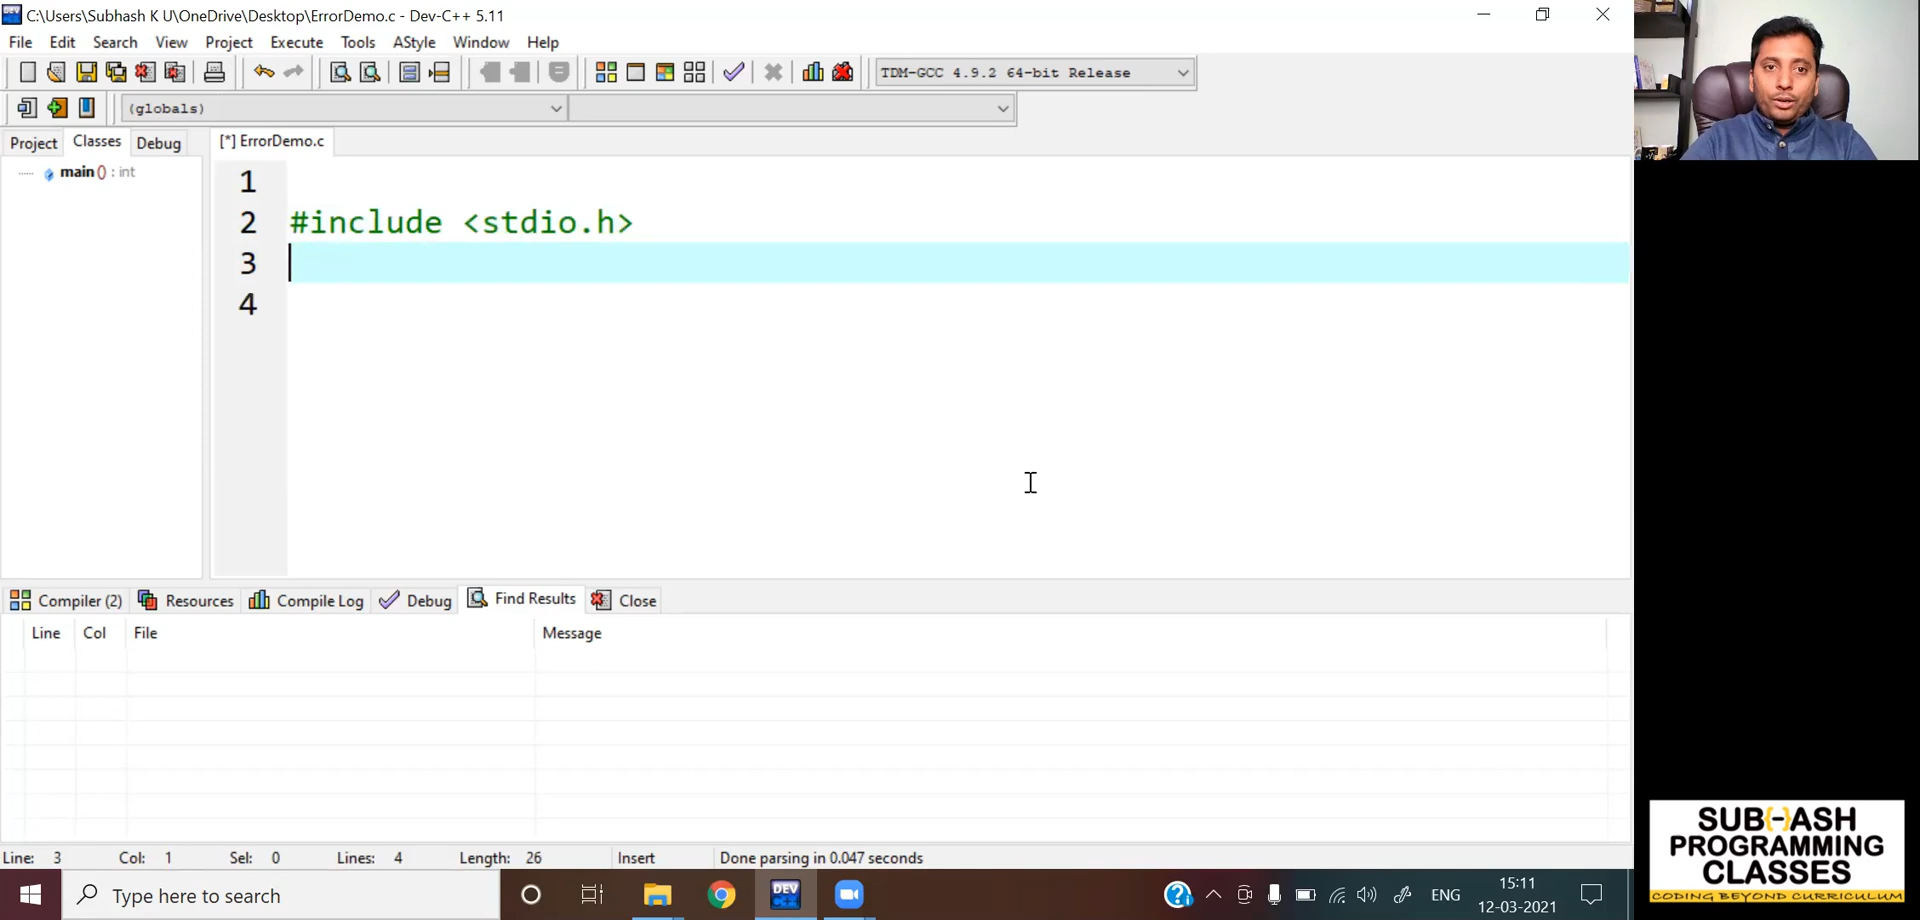 C:\Users\Subhash K U\OneDrive\Desktop\ErrorDemo.c - Dev-C++ 5.11
File Edit Search View Project Execute Tools AStyle Window Help
TDM-GCC 4.9.2 64-bit Release
(globals)
Project Classes Debug [*] ErrorDemo.c
main () : int
1
2 #include <stdio.h>
3
4
Compiler (2) Resources Compile Log Debug Find Results Close
Line Col File Message
Line: 3 Col: 1 Sel: 0 Lines: 4 Length: 26 Insert Done parsing in 0.047 seconds
Type here to search
DEV C++
ENG
15:11
12-03-2021
SUB{-}ASH
PROGRAMMING
CLASSES
CODING BEYOND CURRICULUM